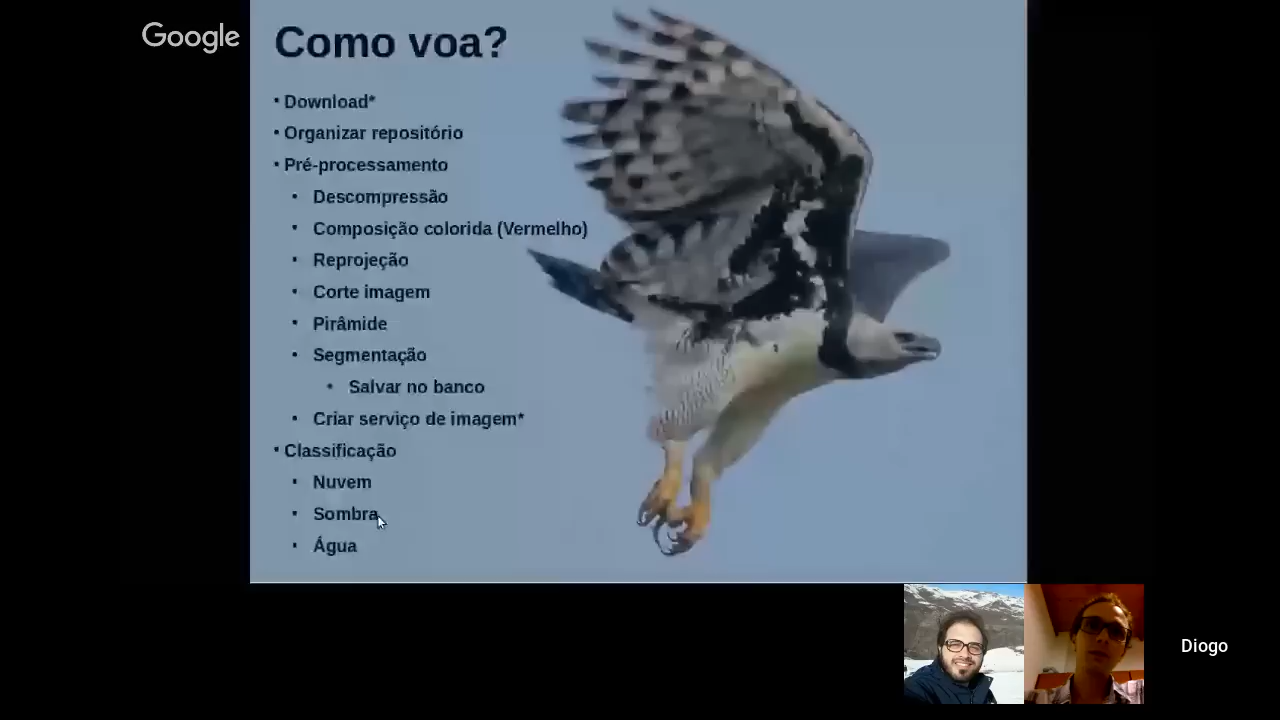 Google
Como voa?
• Download*
• Organizar repositório
• Pré-processamento
• Descompressão
• Composição colorida (Vermelho)
• Reprojeção
• Corte imagem
• Pirâmide
• Segmentação
• Salvar no banco
• Criar serviço de imagem*
• Classificação
• Nuvem
• Sombra
• Água
Diogo